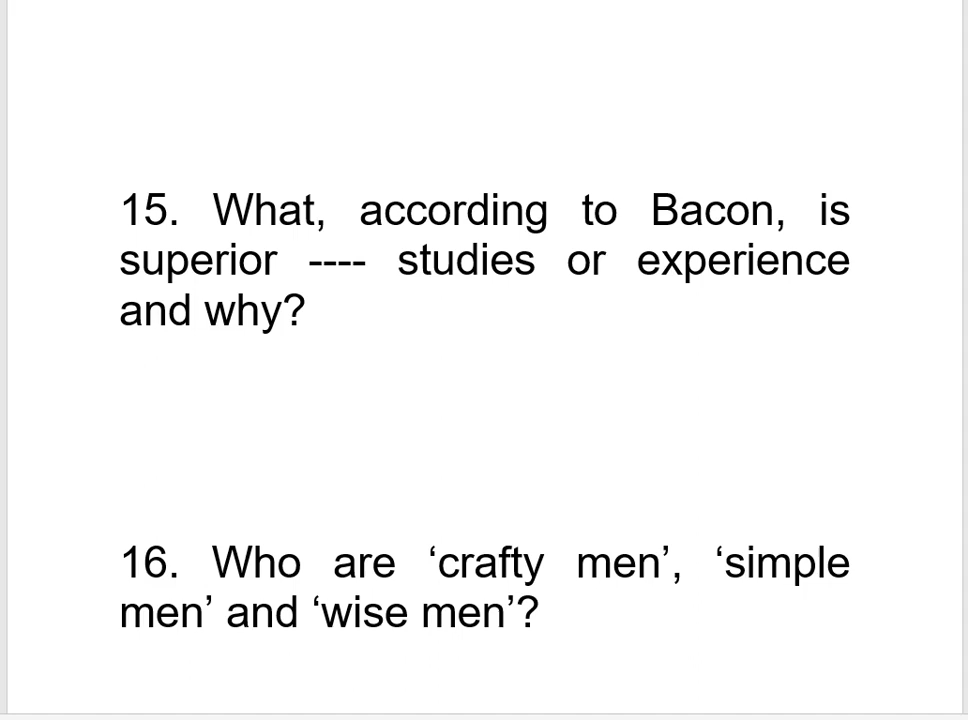 15. What, according to Bacon, is
superior ---- studies or experience
and why?
16. Who are ‘crafty men’, ‘simple
men’ and ‘wise men’?